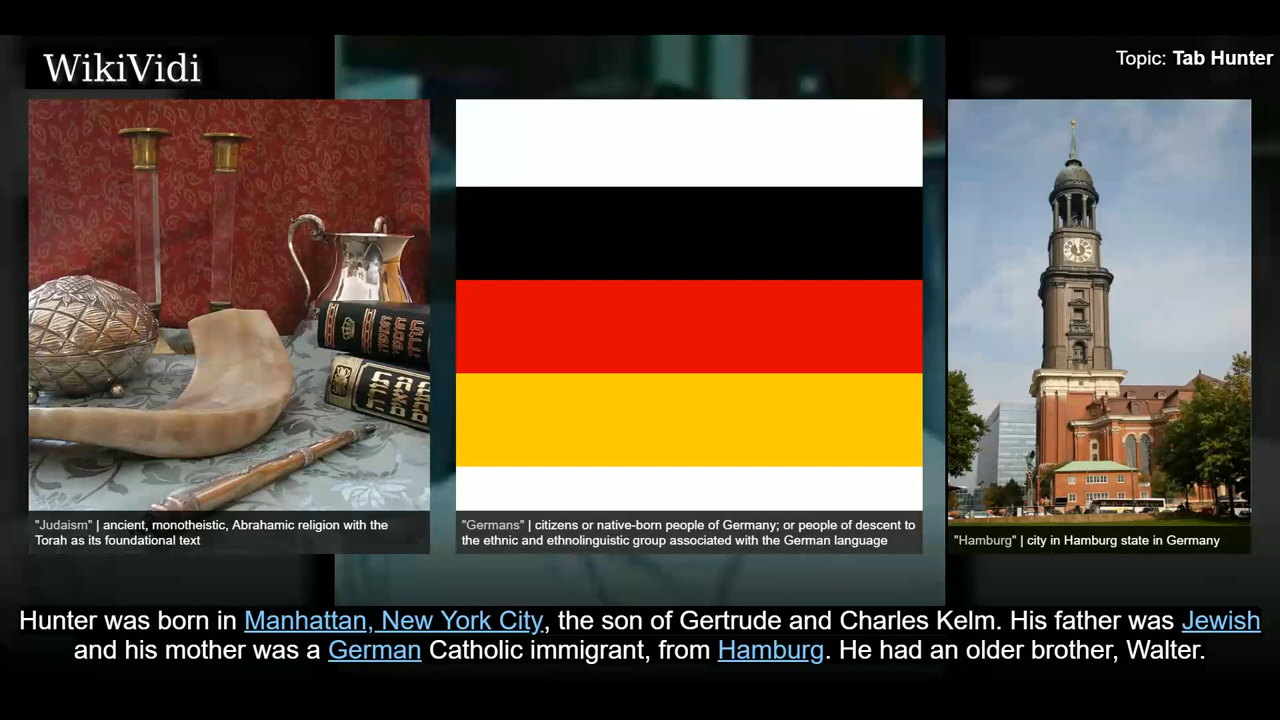 WikiVidi
Topic: Tab Hunter
"Judaism" | ancient, monotheistic, Abrahamic religion with the
Torah as its foundational text
"Germans" | citizens or native-born people of Germany; or people of descent to
the ethnic and ethnolinguistic group associated with the German language
"Hamburg" | city in Hamburg state in Germany
Hunter was born in Manhattan, New York City, the son of Gertrude and Charles Kelm. His father was Jewish
and his mother was a German Catholic immigrant, from Hamburg. He had an older brother, Walter.